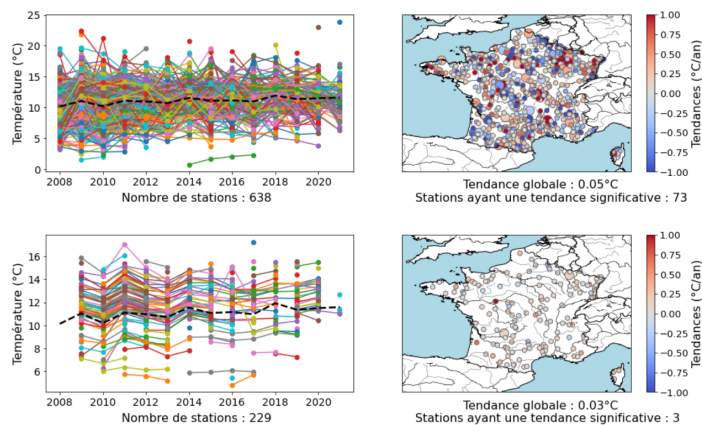 25
20
15
10
5
0
Température (°C)
2008 2010 2012 2014 2016 2018 2020
Nombre de stations : 638
1.00
0.75
0.50
0.25
0.00
−0.25
−0.50
−0.75
−1.00
Tendances (°C/an)
Tendance globale : 0.05°C
Stations ayant une tendance significative : 73
16
14
12
10
8
6
Température (°C)
2008 2010 2012 2014 2016 2018 2020
Nombre de stations : 229
1.00
0.75
0.50
0.25
0.00
−0.25
−0.50
−0.75
−1.00
Tendances (°C/an)
Tendance globale : 0.03°C
Stations ayant une tendance significative : 3